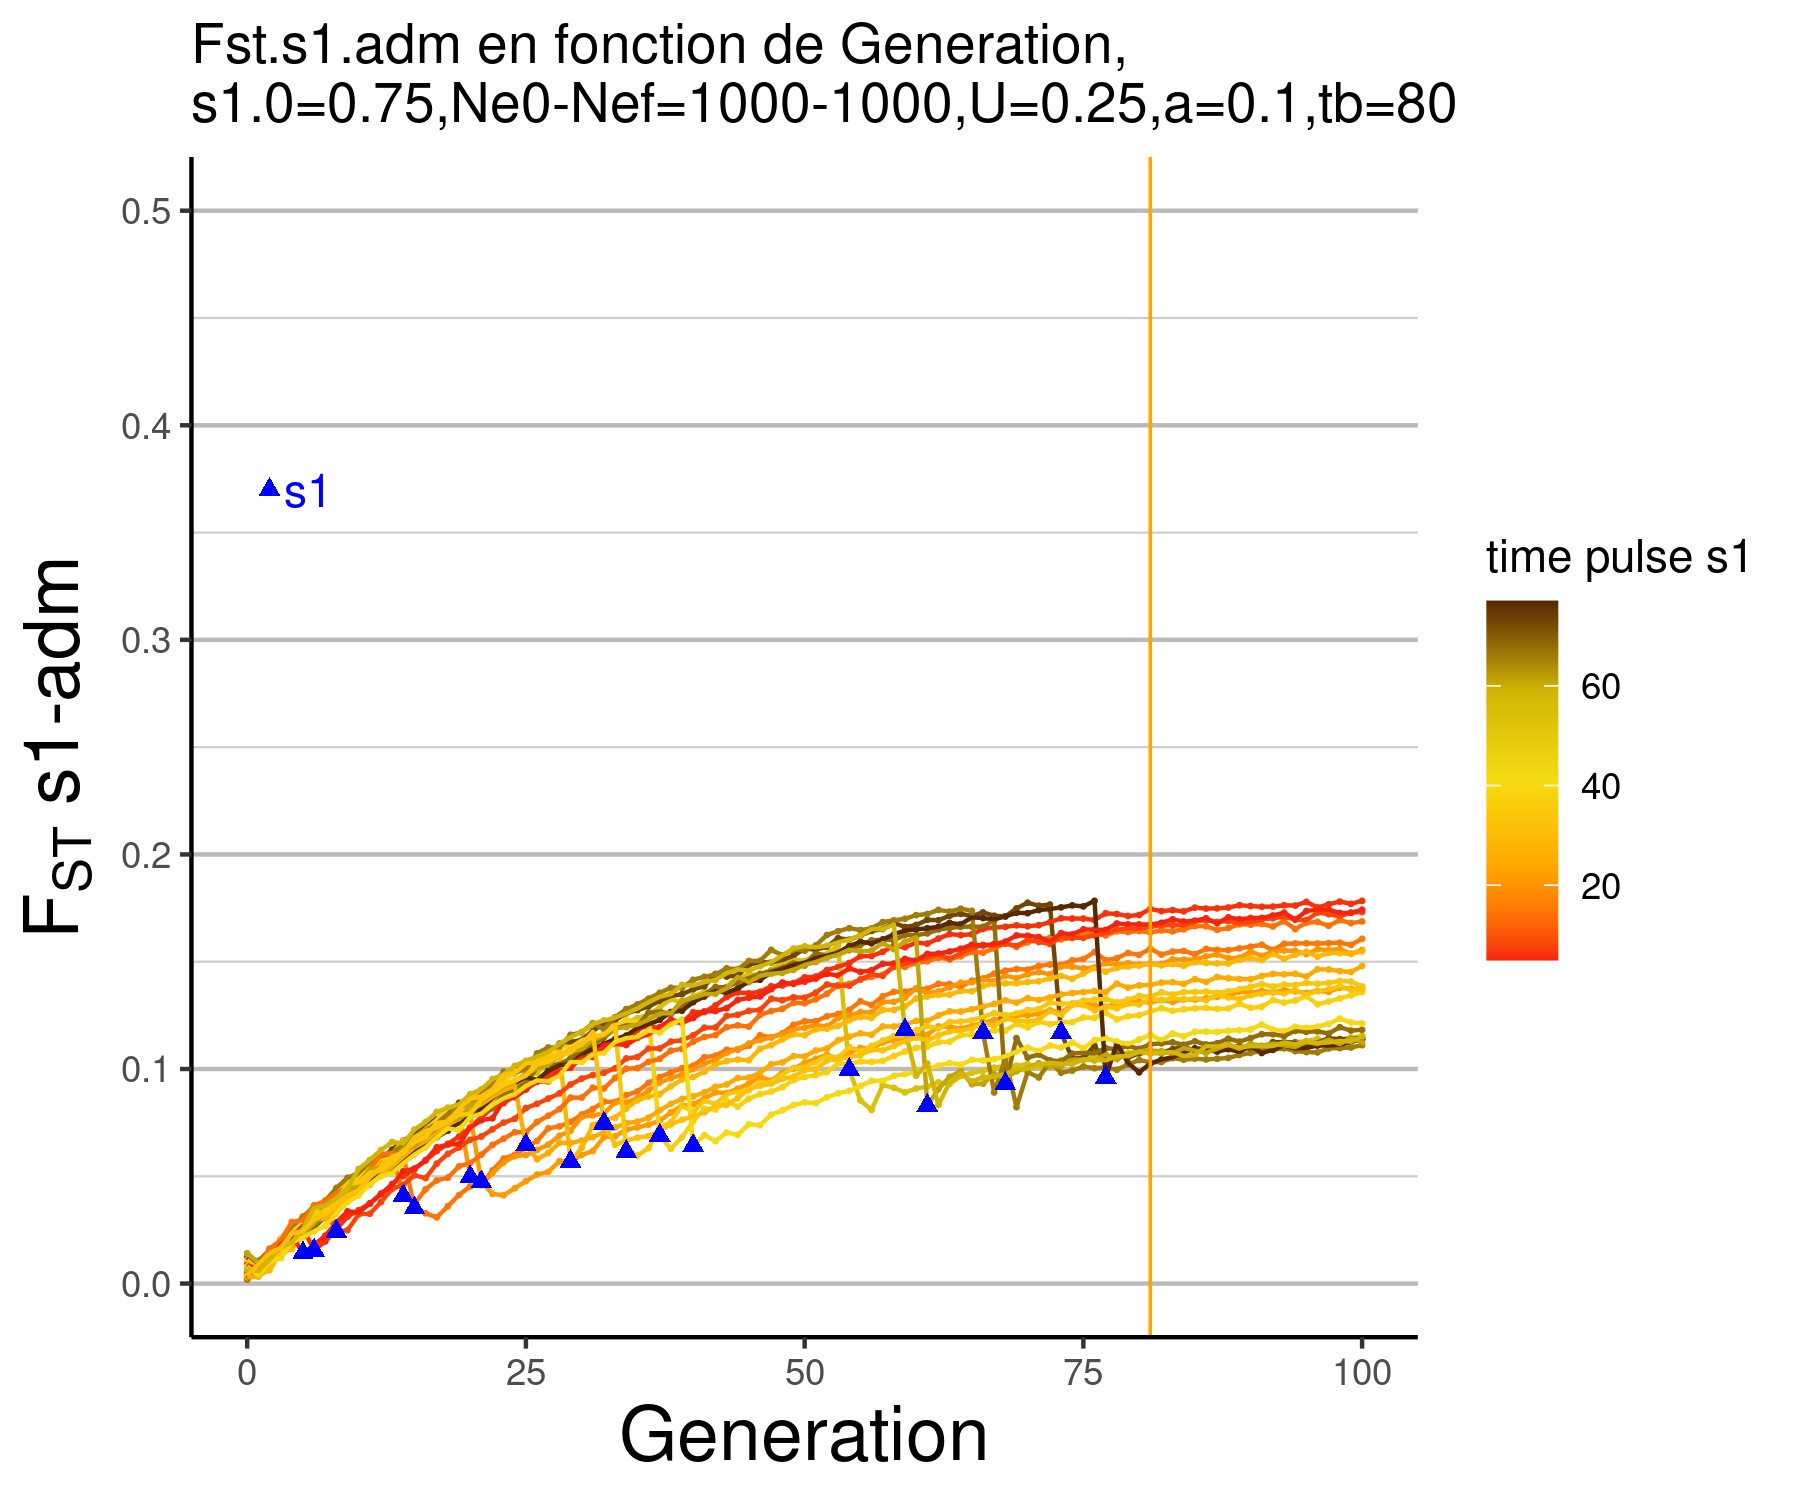 Fst.s1.adm en fonction de Generation,
s1.0=0.75,Ne0-Nef=1000-1000,U=0.25,a=0.1,tb=80
0.5
0.4
s1
0.3
0.2
0.1
0.0
FST s1-adm
0 25 50 75 100
Generation
time pulse s1
60
40
20